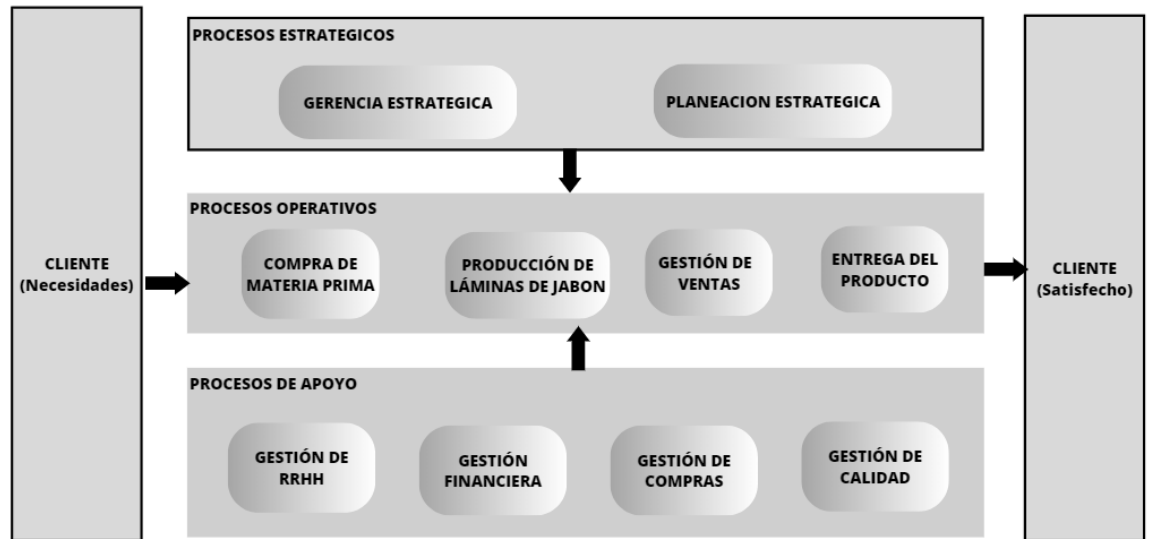 PROCESOS ESTRATEGICOS
GERENCIA ESTRATEGICA
PLANEACION ESTRATEGICA
PROCESOS OPERATIVOS
COMPRA DE
MATERIA PRIMA
PRODUCCIÓN DE
LÁMINAS DE JABON
GESTIÓN DE
VENTAS
ENTREGA DEL
PRODUCTO
CLIENTE
(Necesidades)
CLIENTE
(Satisfecho)
PROCESOS DE APOYO
GESTIÓN DE
RRHH
GESTIÓN
FINANCIERA
GESTIÓN DE
COMPRAS
GESTIÓN DE
CALIDAD